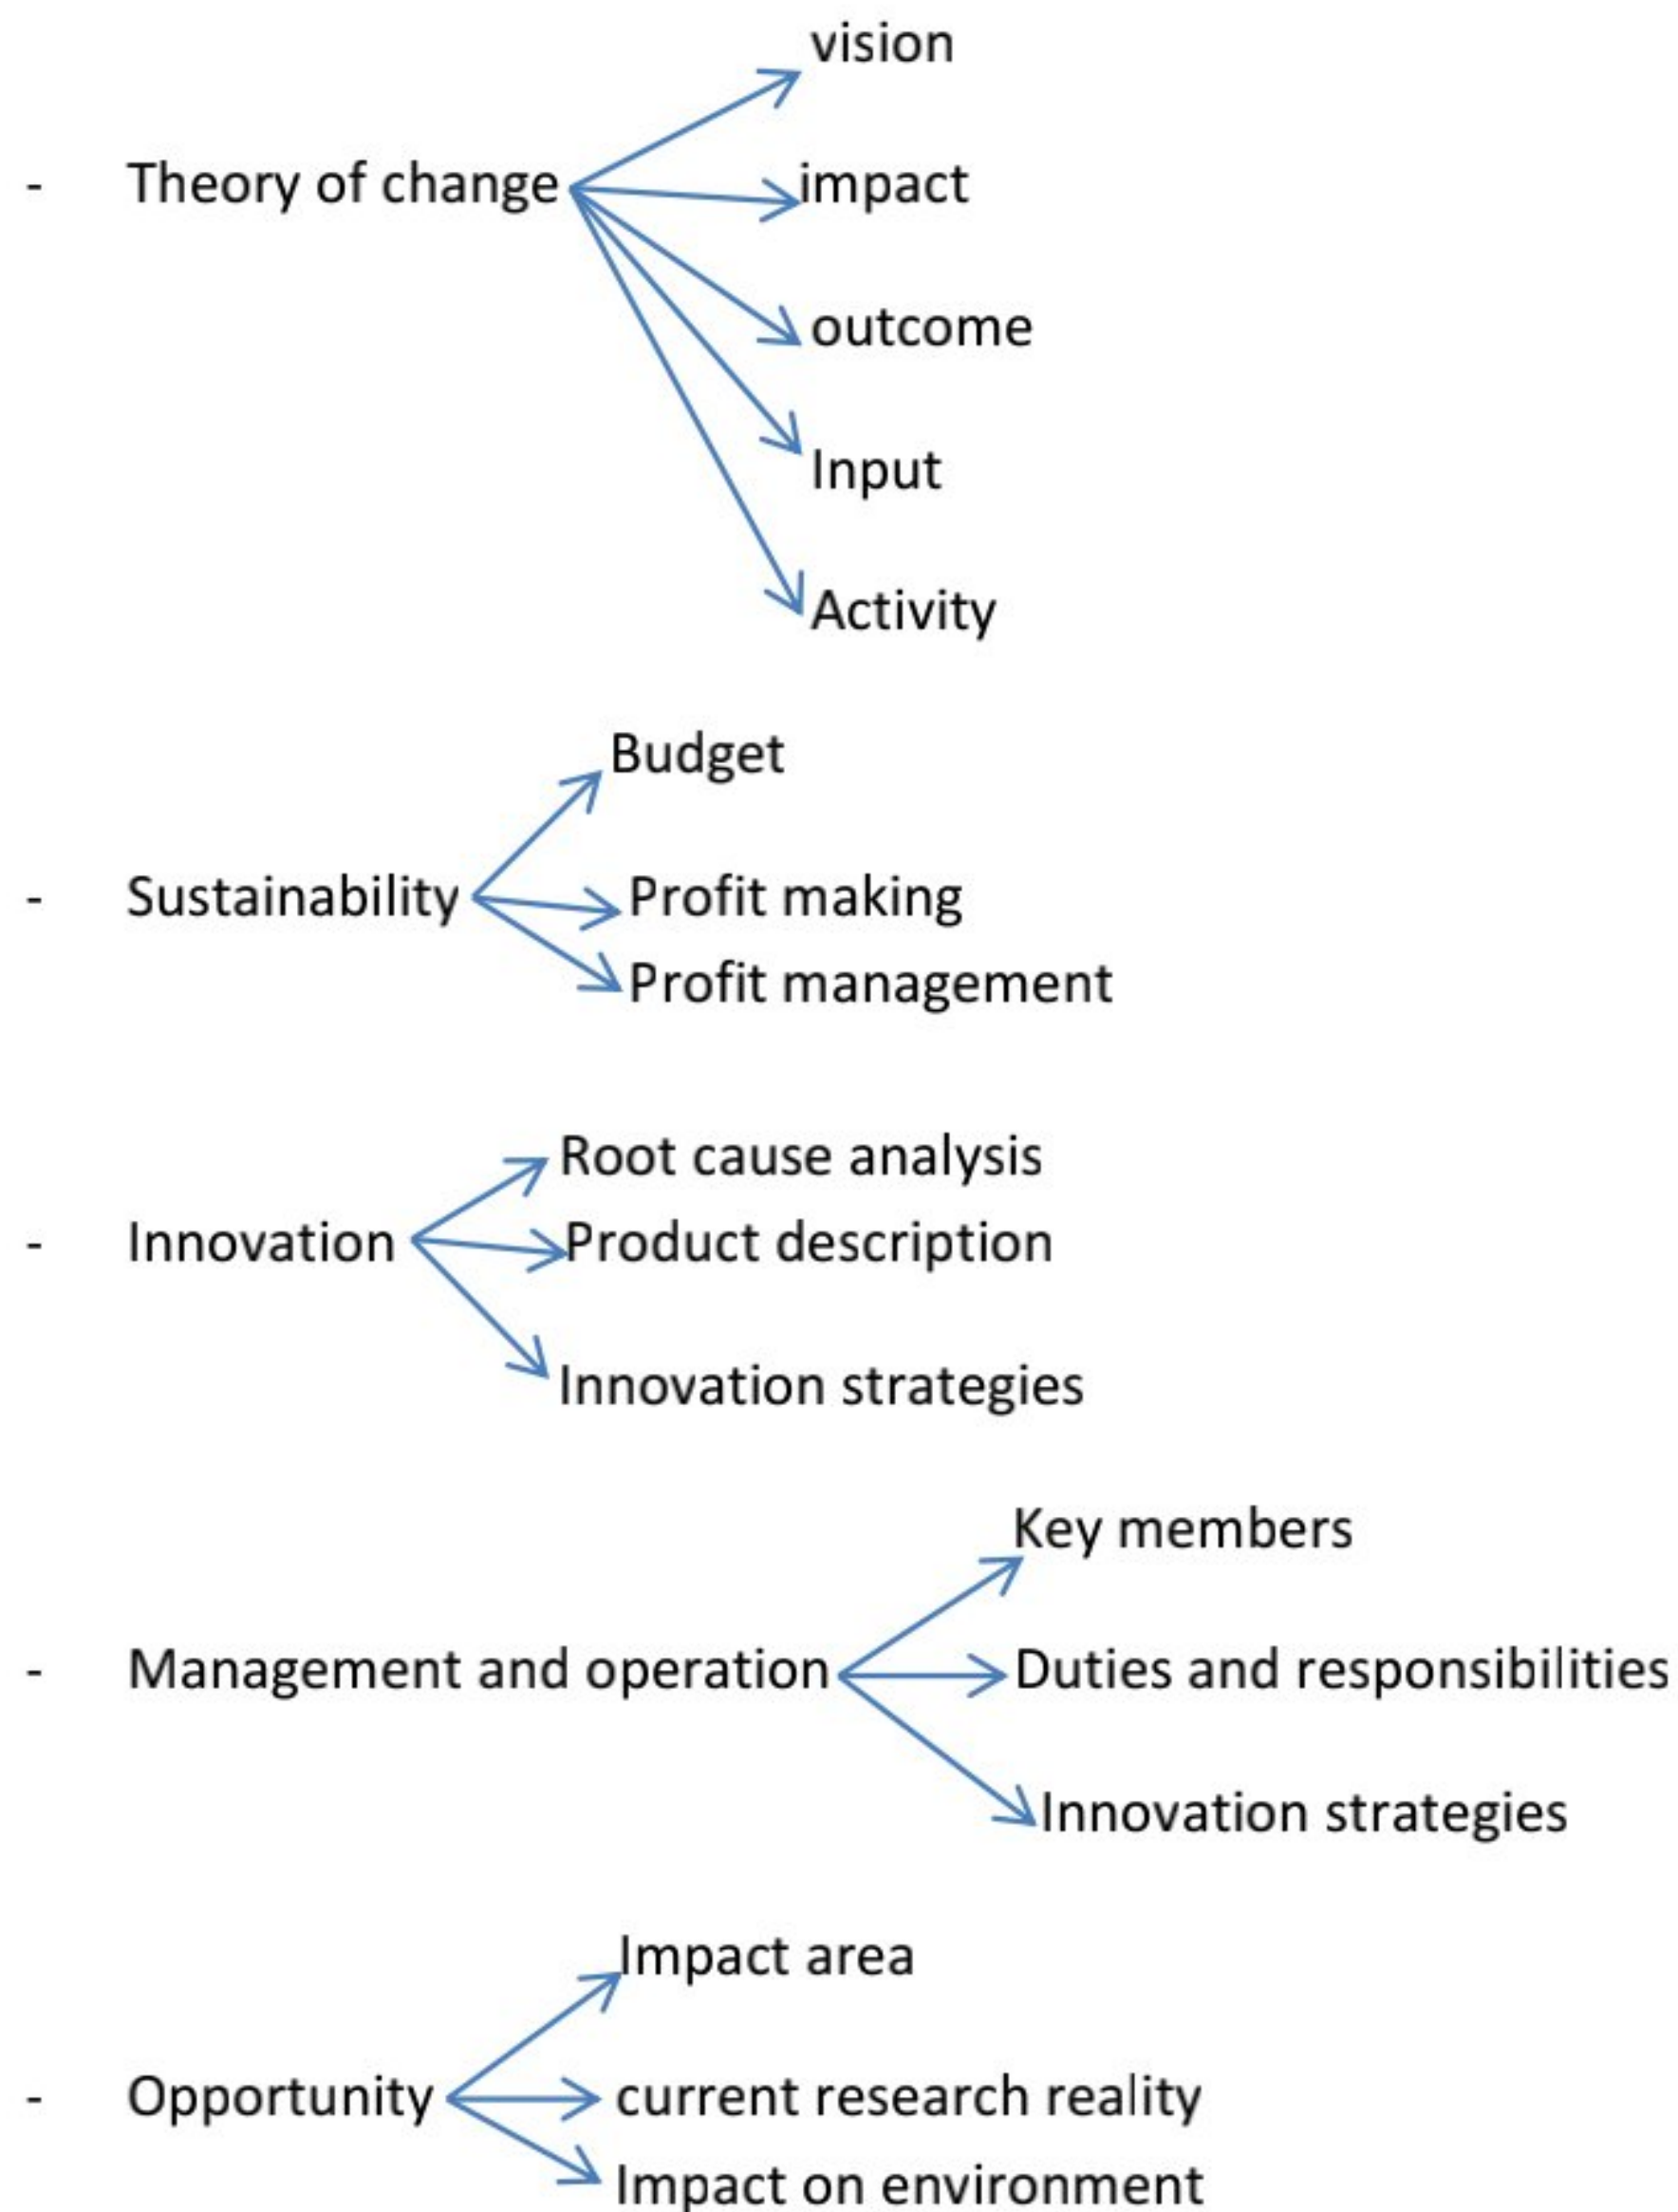 vision
- Theory of change impact
outcome
Input
Activity
Budget
- Sustainability Profit making
Profit management
Root cause analysis
- Innovation Product description
Innovation strategies
Key members
- Management and operation Duties and responsibilities
Innovation strategies
Impact area
- Opportunity current research reality
Impact on environment